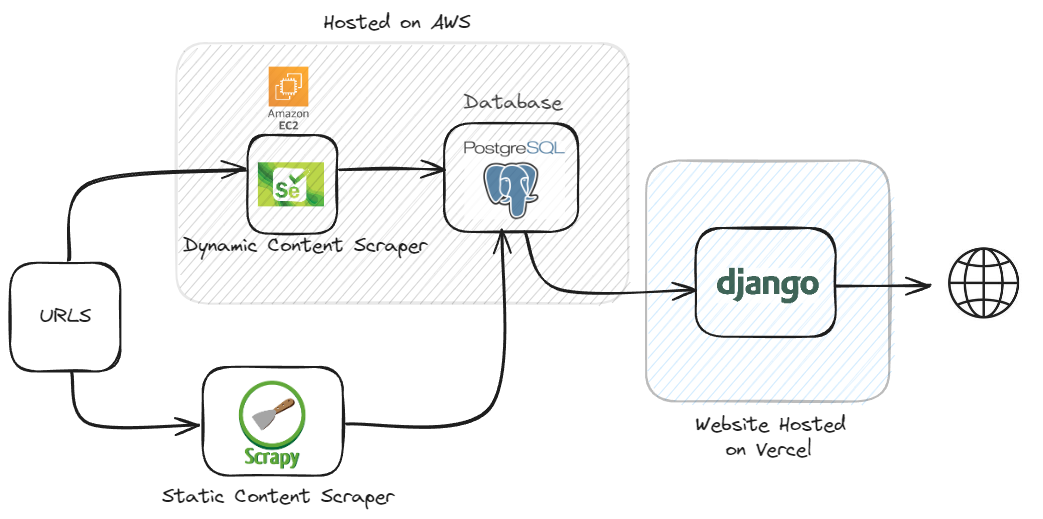 Hosted on AWS
Amazon
EC2
Database
PostgreSQL
Se
Dynamic Content Scraper
URLS
django
Scrapy
Static Content Scraper
Website Hosted
on Vercel